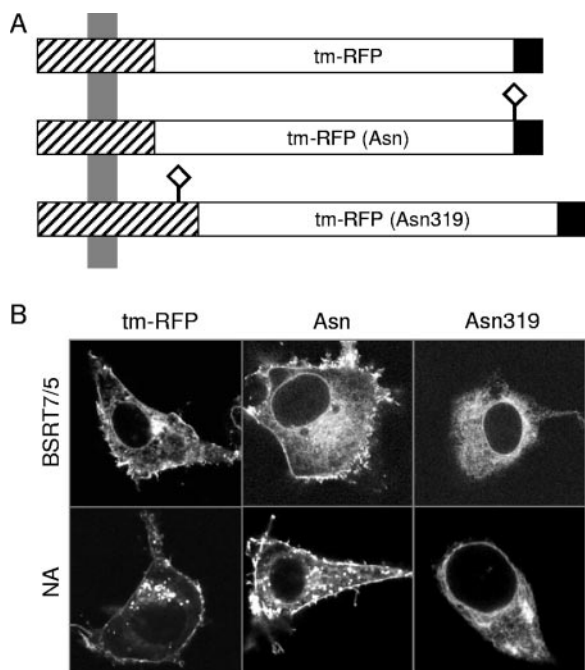 A
tm-RFP
tm-RFP (Asn)
tm-RFP (Asn319)
B
tm-RFP Asn Asn319
BSRT7/5
NA